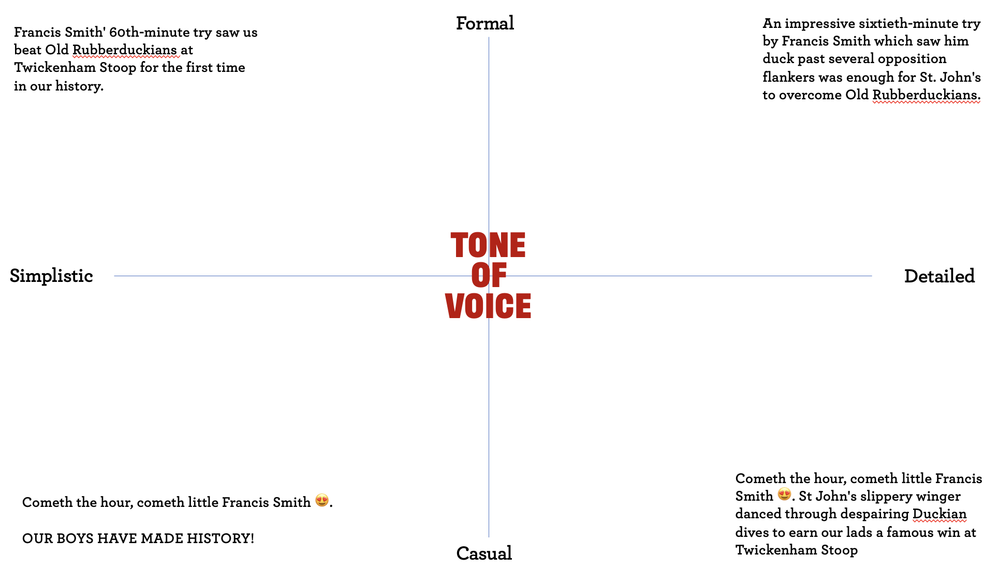 Formal
Francis Smith' 60th-minute try saw us
beat Old Rubberduckians at
Twickenham Stoop for the first time
in our history.
An impressive sixtieth-minute try
by Francis Smith which saw him
duck past several opposition
flankers was enough for St. John's
to overcome Old Rubberduckians.
Simplistic
TONE
OF
VOICE
Detailed
Cometh the hour, cometh little Francis Smith 😍.
OUR BOYS HAVE MADE HISTORY!
Cometh the hour, cometh little Francis
Smith 😍. St John's slippery winger
danced through despairing Duckian
dives to earn our lads a famous win at
Twickenham Stoop
Casual